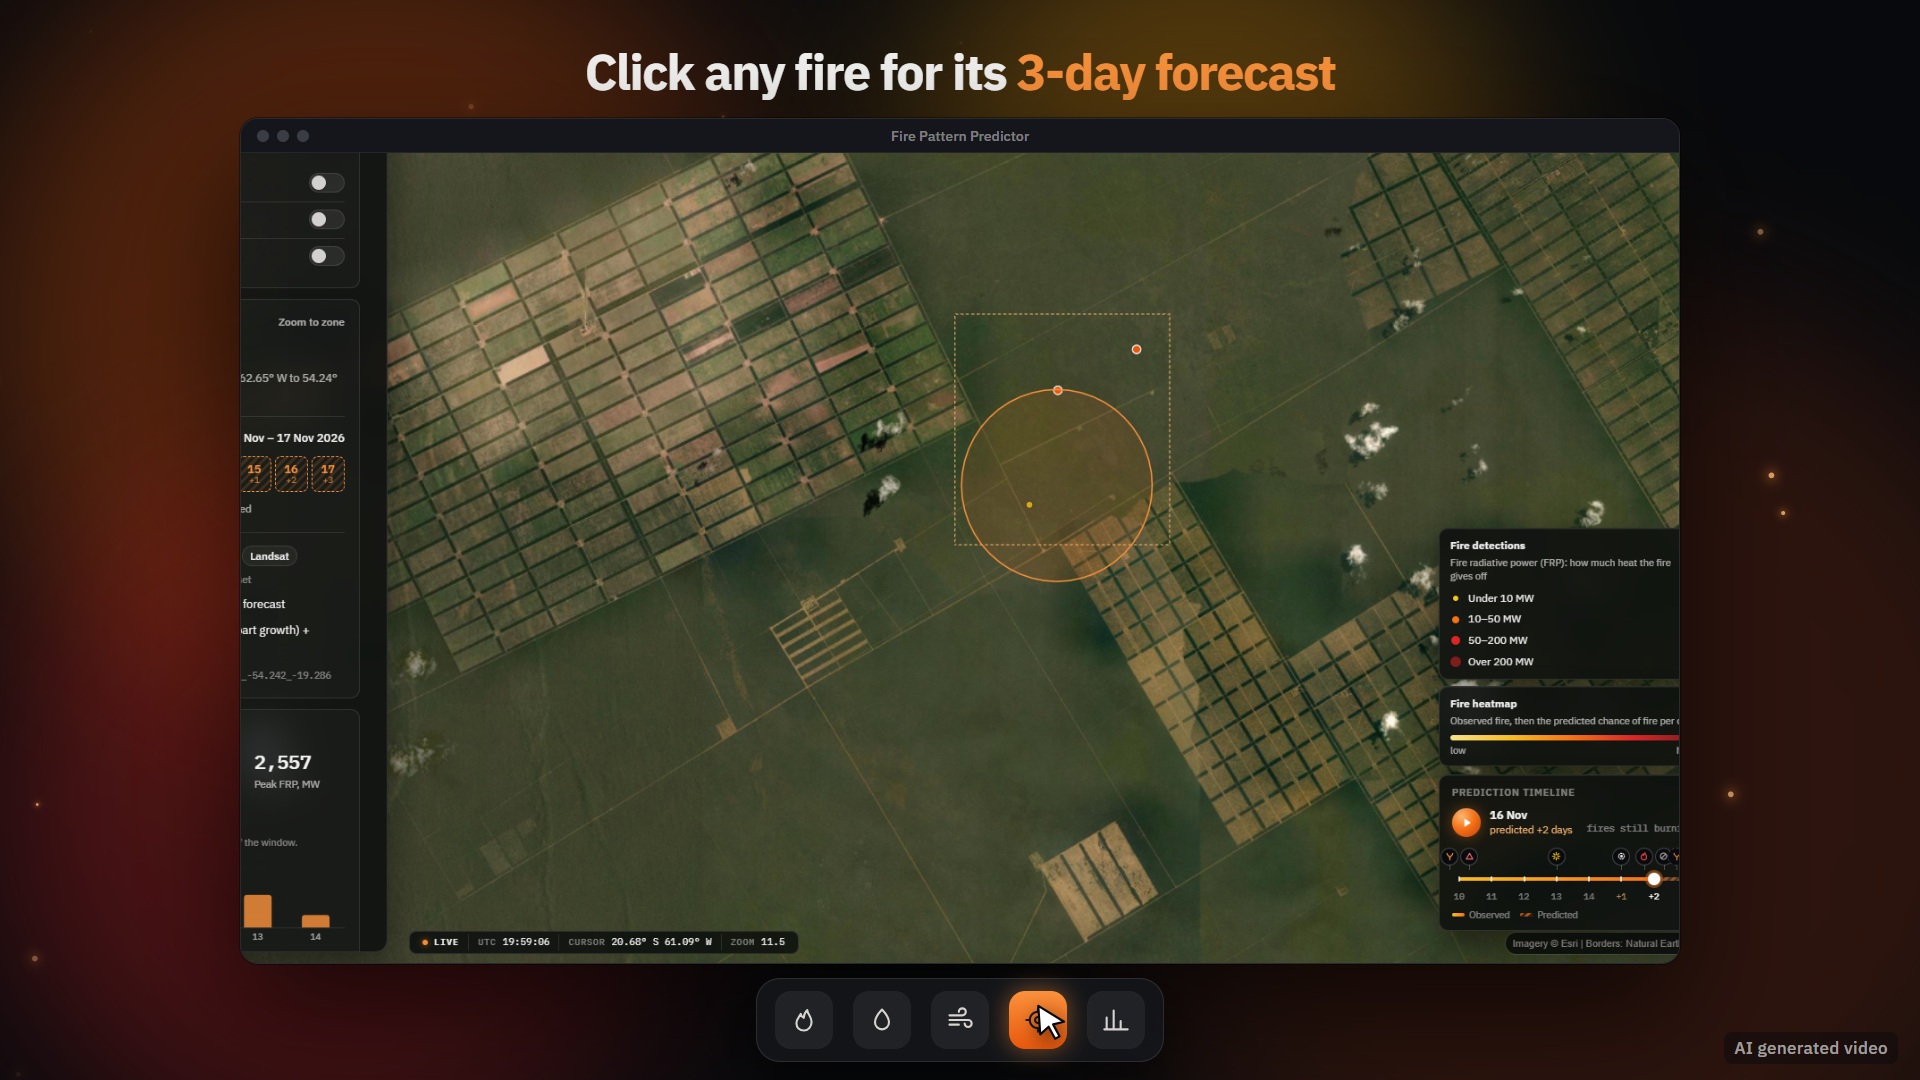 Click any fire for its 3-day forecast
Fire Pattern Predictor
Zoom to zone
62.65° W to 54.24°
Nov – 17 Nov 2026
15 16 17
+1 +2 +3
ed
Landsat
forecast
part growth) +
_-54.242_-19.286
2,557
Peak FRP, MW
the window.
13 14
LIVE UTC 19:59:06 CURSOR 20.68° S 61.09° W ZOOM 11.5
Fire detections
Fire radiative power (FRP): how much heat the fire
gives off
Under 10 MW
10–50 MW
50–200 MW
Over 200 MW
Fire heatmap
Observed fire, then the predicted chance of fire per
low
PREDICTION TIMELINE
16 Nov
predicted +2 days fires still burni
10 11 12 13 14 +1 +2
Observed Predicted
Imagery © Esri | Borders: Natural Eart
AI generated video